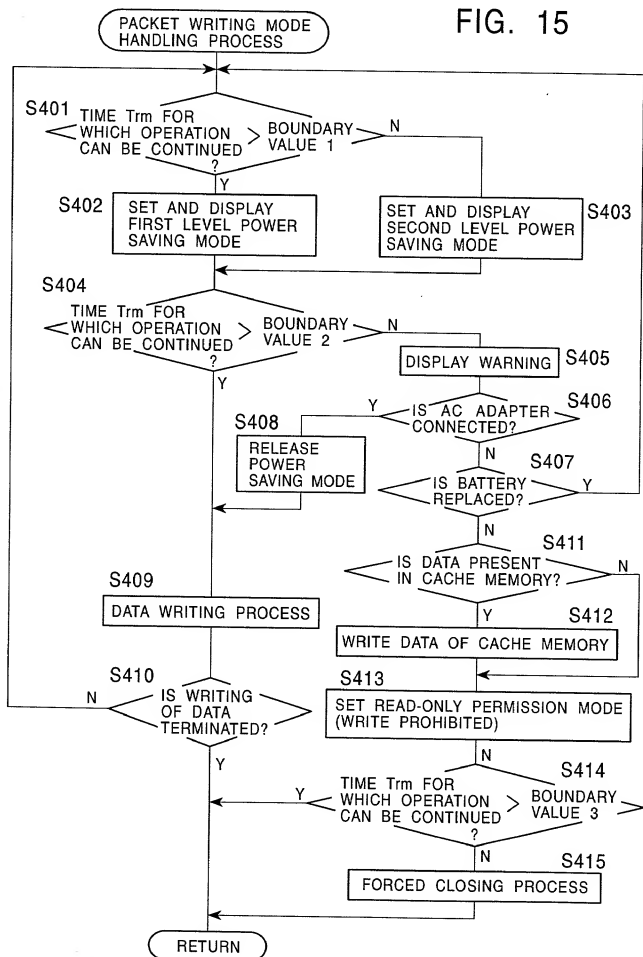 FIG. 15
PACKET WRITING MODE
HANDLING PROCESS
S401
TIME Trm FOR
WHICH OPERATION
CAN BE CONTINUED
>
BOUNDARY
VALUE 1
?
N
Y
S402
SET AND DISPLAY
FIRST LEVEL POWER
SAVING MODE
SET AND DISPLAY
SECOND LEVEL POWER
SAVING MODE
S403
S404
TIME Trm FOR
WHICH OPERATION
CAN BE CONTINUED
>
BOUNDARY
VALUE 2
?
N
Y
DISPLAY WARNING
S405
S406
IS AC ADAPTER
CONNECTED?
Y
N
S408
RELEASE
POWER
SAVING MODE
S407
IS BATTERY
REPLACED?
Y
N
S411
IS DATA PRESENT
IN CACHE MEMORY?
N
Y
S409
DATA WRITING PROCESS
S412
WRITE DATA OF CACHE MEMORY
S410
IS WRITING
OF DATA
TERMINATED?
N
Y
S413
SET READ-ONLY PERMISSION MODE
(WRITE PROHIBITED)
N
S414
TIME Trm FOR
WHICH OPERATION
CAN BE CONTINUED
>
BOUNDARY
VALUE 3
?
Y
N
S415
FORCED CLOSING PROCESS
RETURN